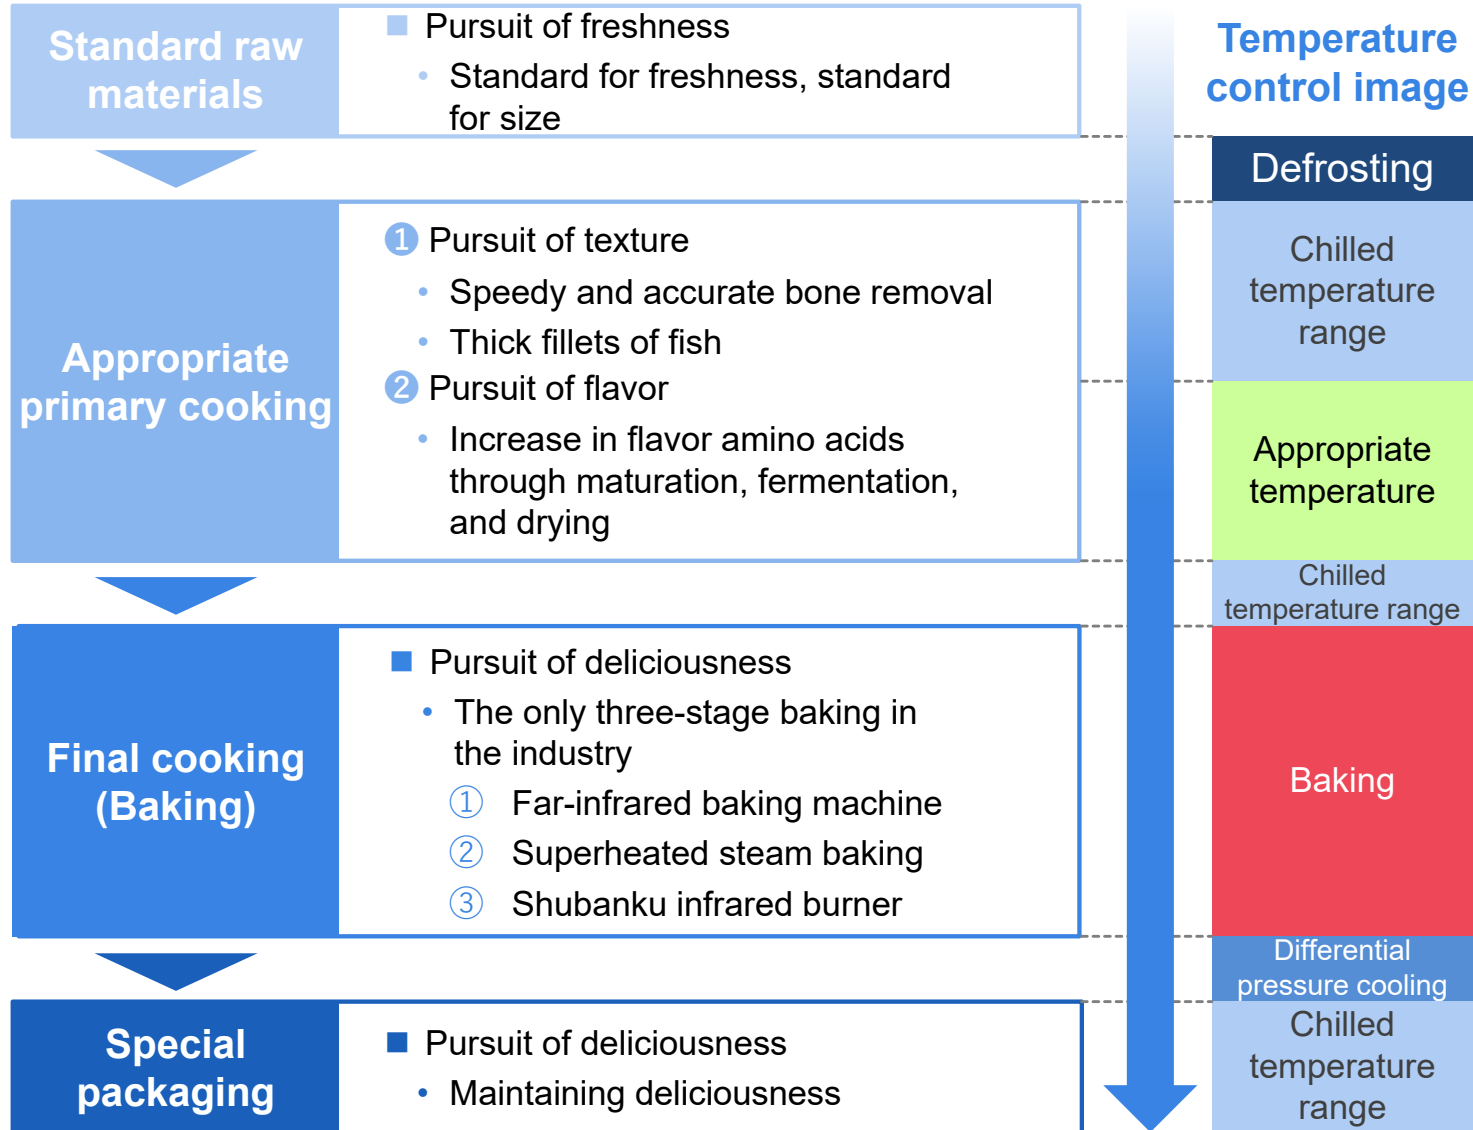 Standard raw
materials
■ Pursuit of freshness
• Standard for freshness, standard
for size
Appropriate
primary cooking
❶ Pursuit of texture
• Speedy and accurate bone removal
• Thick fillets of fish
❷ Pursuit of flavor
• Increase in flavor amino acids
through maturation, fermentation,
and drying
Final cooking
(Baking)
■ Pursuit of deliciousness
• The only three-stage baking in
the industry
① Far-infrared baking machine
② Superheated steam baking
③ Shubanku infrared burner
Special
packaging
■ Pursuit of deliciousness
• Maintaining deliciousness
Temperature
control image
Defrosting
Chilled
temperature
range
Appropriate
temperature
Chilled
temperature range
Baking
Differential
pressure cooling
Chilled
temperature
range